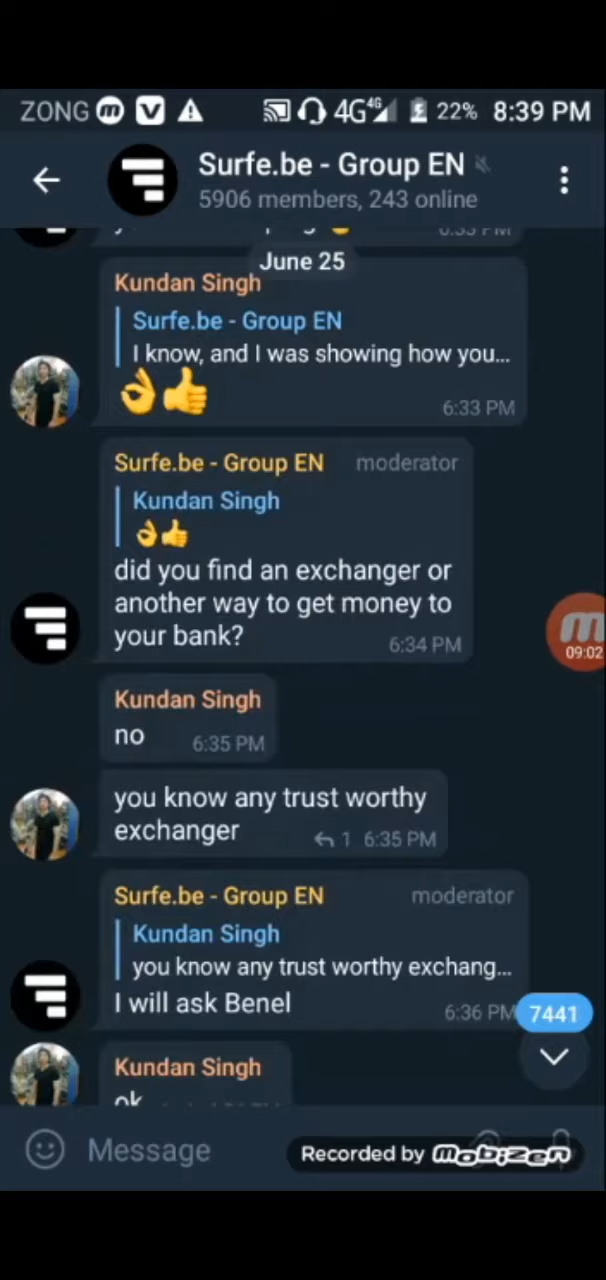 ZONG 4G 4G 22% 8:39 PM
Surfe.be - Group EN
5906 members, 243 online
June 25
Kundan Singh
Surfe.be - Group EN
I know, and I was showing how you...
👌👍
6:33 PM
Surfe.be - Group EN moderator
Kundan Singh
👌👍
did you find an exchanger or
another way to get money to
your bank?
6:34 PM
09:02
Kundan Singh
no 6:35 PM
you know any trust worthy
exchanger 1 6:35 PM
Surfe.be - Group EN moderator
Kundan Singh
you know any trust worthy exchang...
I will ask Benel
6:36 PM
7441
Kundan Singh
ok
Message
Recorded by mobizen